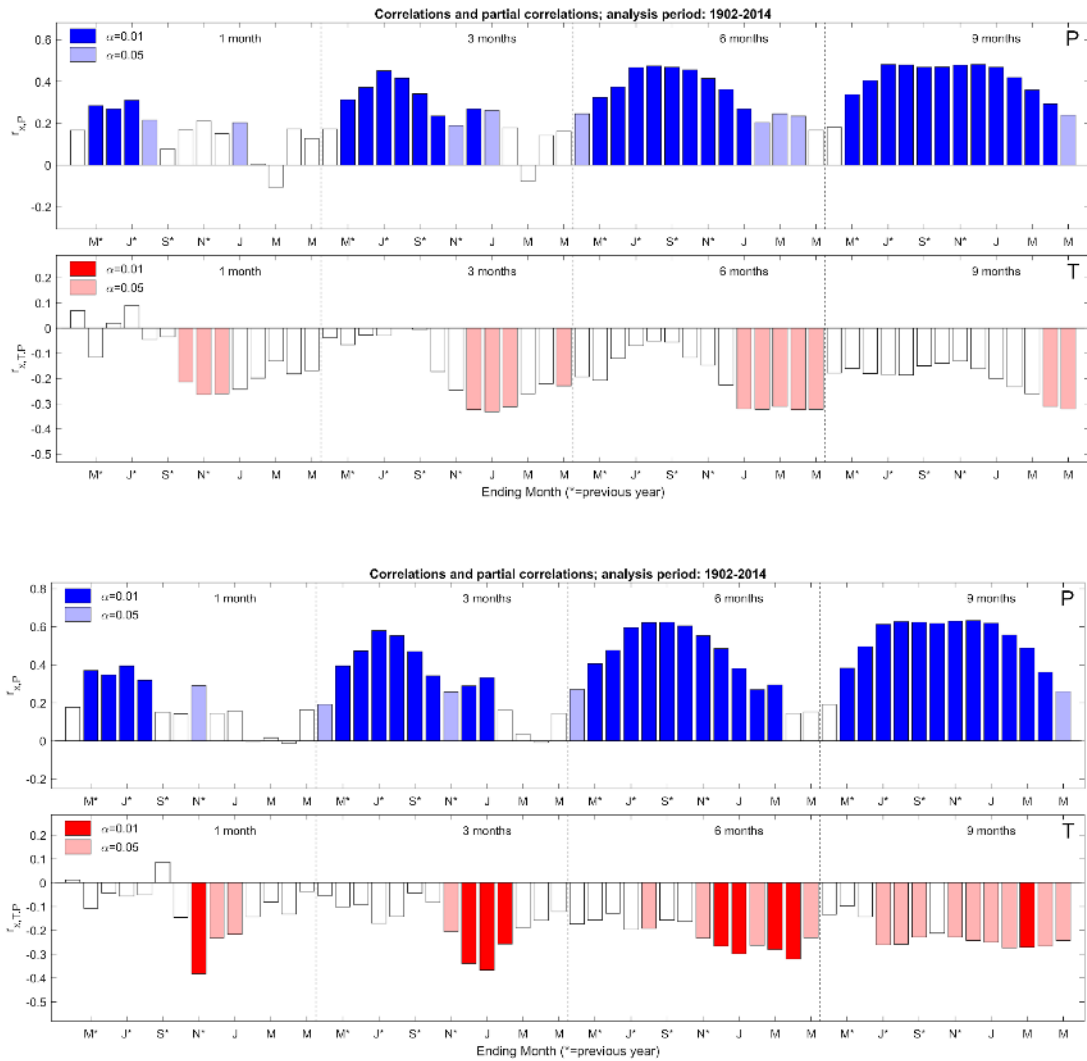 Correlations and partial correlations; analysis period: 1902-2014
α=0.01
α=0.05
1 month
3 months
6 months
9 months
P
0.6
0.4
0.2
0
-0.2
r x,P
M* J* S* N* J M M M* J* S* N* J M M M* J* S* N* J M M M* J* S* N* J M M
α=0.01
α=0.05
1 month
3 months
6 months
9 months
T
0.2
0.1
0
-0.1
-0.2
-0.3
-0.4
-0.5
r x,T.P
M* J* S* N* J M M M* J* S* N* J M M M* J* S* N* J M M M* J* S* N* J M M
Ending Month (*=previous year)
Correlations and partial correlations; analysis period: 1902-2014
α=0.01
α=0.05
1 month
3 months
6 months
9 months
P
0.8
0.6
0.4
0.2
0
-0.2
r x,P
M* J* S* N* J M M M* J* S* N* J M M M* J* S* N* J M M M* J* S* N* J M M
α=0.01
α=0.05
1 month
3 months
6 months
9 months
T
0.2
0.1
0
-0.1
-0.2
-0.3
-0.4
-0.5
r x,T.P
M* J* S* N* J M M M* J* S* N* J M M M* J* S* N* J M M M* J* S* N* J M M
Ending Month (*=previous year)